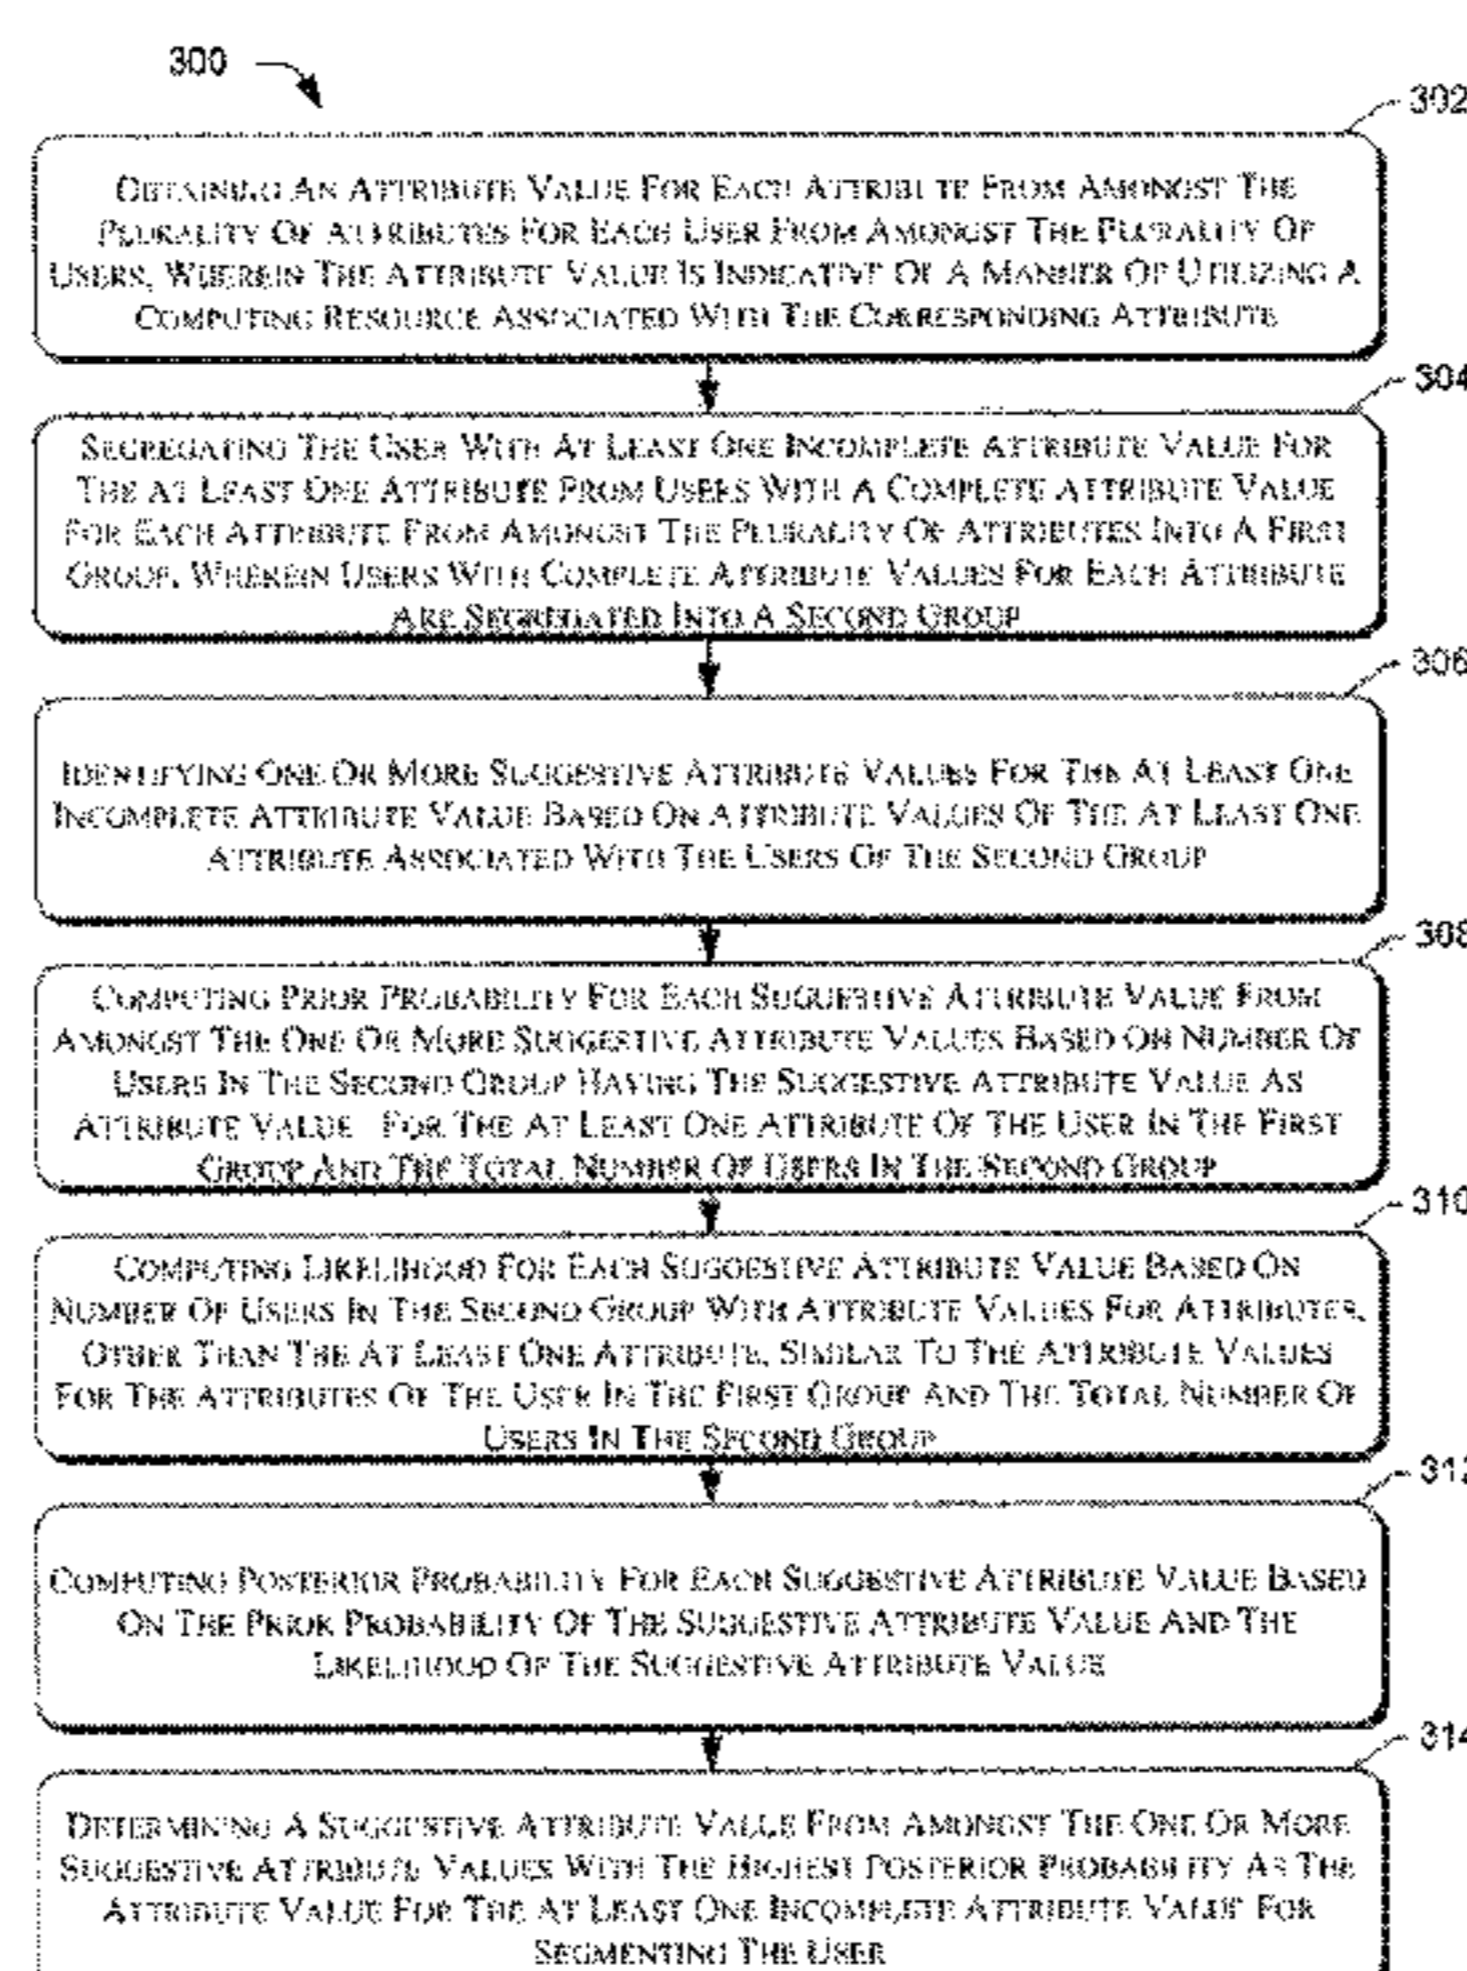 300
302
OBTAINING AN ATTRIBUTE VALUE FOR EACH ATTRIBUTE FROM AMONGST THE
PLURALITY OF ATTRIBUTES FOR EACH USER FROM AMONGST THE PLURALITY OF
USERS, WHEREIN THE ATTRIBUTE VALUE IS INDICATIVE OF A MANNER OF UTILIZING A
COMPUTING RESOURCE ASSOCIATED WITH THE CORRESPONDING ATTRIBUTE
304
SEGREGATING THE USER WITH AT LEAST ONE INCOMPLETE ATTRIBUTE VALUE FOR
THE AT LEAST ONE ATTRIBUTE FROM USERS WITH A COMPLETE ATTRIBUTE VALUE
FOR EACH ATTRIBUTE FROM AMONGST THE PLURALITY OF ATTRIBUTES INTO A FIRST
GROUP, WHEREIN USERS WITH COMPLETE ATTRIBUTE VALUES FOR EACH ATTRIBUTE
ARE SEGREGATED INTO A SECOND GROUP
306
IDENTIFYING ONE OR MORE SUGGESTIVE ATTRIBUTE VALUES FOR THE AT LEAST ONE
INCOMPLETE ATTRIBUTE VALUE BASED ON ATTRIBUTE VALUES OF THE AT LEAST ONE
ATTRIBUTE ASSOCIATED WITH THE USERS OF THE SECOND GROUP
308
COMPUTING PRIOR PROBABILITY FOR EACH SUGGESTIVE ATTRIBUTE VALUE FROM
AMONGST THE ONE OR MORE SUGGESTIVE ATTRIBUTE VALUES BASED ON NUMBER OF
USERS IN THE SECOND GROUP HAVING THE SUGGESTIVE ATTRIBUTE VALUE AS
ATTRIBUTE VALUE FOR THE AT LEAST ONE ATTRIBUTE OF THE USER IN THE FIRST
GROUP AND THE TOTAL NUMBER OF USERS IN THE SECOND GROUP
310
COMPUTING LIKELIHOOD FOR EACH SUGGESTIVE ATTRIBUTE VALUE BASED ON
NUMBER OF USERS IN THE SECOND GROUP WITH ATTRIBUTE VALUES FOR ATTRIBUTES,
OTHER THAN THE AT LEAST ONE ATTRIBUTE, SIMILAR TO THE ATTRIBUTE VALUES
FOR THE ATTRIBUTES OF THE USER IN THE FIRST GROUP AND THE TOTAL NUMBER OF
USERS IN THE SECOND GROUP
312
COMPUTING POSTERIOR PROBABILITY FOR EACH SUGGESTIVE ATTRIBUTE VALUE BASED
ON THE PRIOR PROBABILITY OF THE SUGGESTIVE ATTRIBUTE VALUE AND THE
LIKELIHOOD OF THE SUGGESTIVE ATTRIBUTE VALUE
314
DETERMINING A SUGGESTIVE ATTRIBUTE VALUE FROM AMONGST THE ONE OR MORE
SUGGESTIVE ATTRIBUTE VALUES WITH THE HIGHEST POSTERIOR PROBABILITY AS THE
ATTRIBUTE VALUE FOR THE AT LEAST ONE INCOMPLETE ATTRIBUTE VALUE FOR
SEGMENTING THE USER